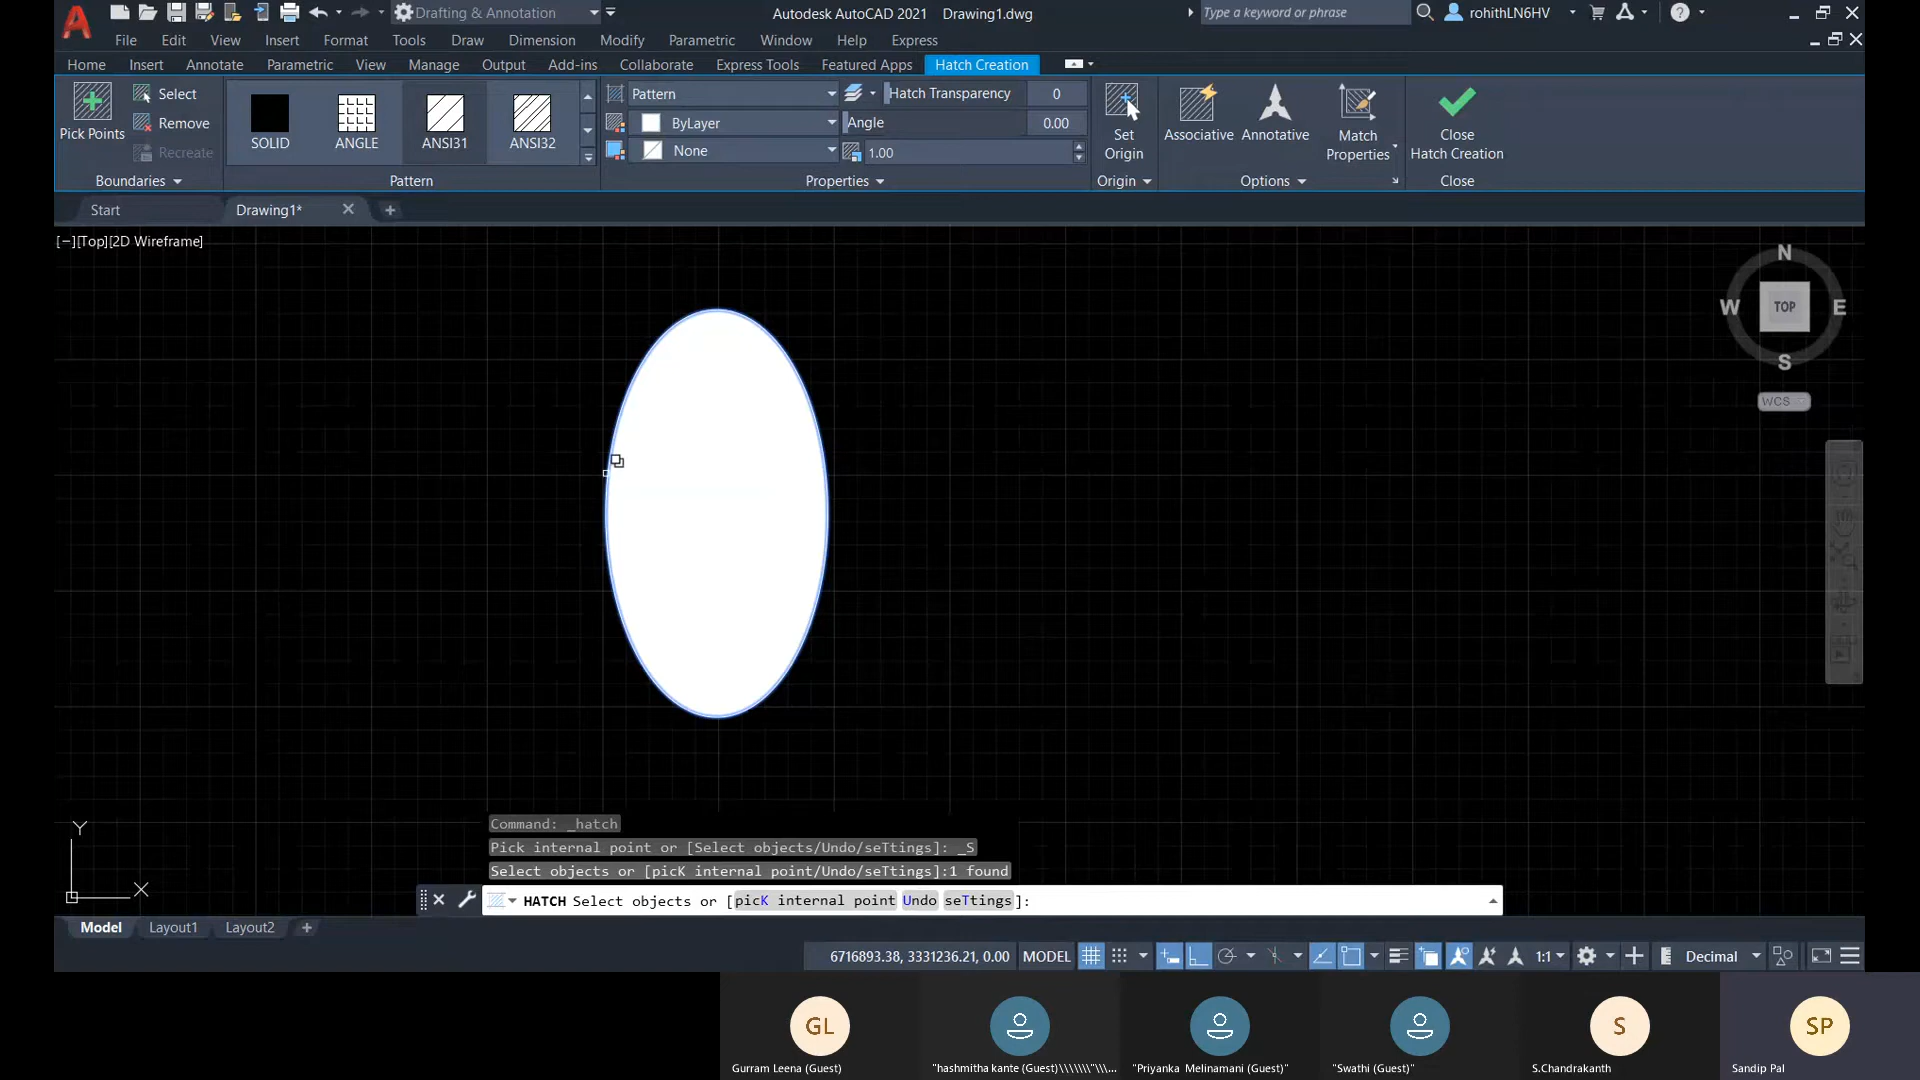 Drafting & Annotation
Autodesk AutoCAD 2021 Drawing1.dwg
Type a keyword or phrase
rohithLN6HV
File Edit View Insert Format Tools Draw Dimension Modify Parametric Window Help Express
Home Insert Annotate Parametric View Manage Output Add-ins Collaborate Express Tools Featured Apps Hatch Creation
Pick Points
Select
Remove
Recreate
Boundaries
SOLID
ANGLE
ANSI31
ANSI32
Pattern
Pattern
ByLayer
None
Hatch Transparency 0
Angle 0.00
1.00
Properties
Set
Origin
Origin
Associative
Annotative
Match
Properties
Options
Close
Hatch Creation
Close
Start
Drawing1*
[−][Top][2D Wireframe]
N
W
TOP
E
S
WCS
Y
X
Command: _hatch
Pick internal point or [Select objects/Undo/seTtings]: _S
Select objects or [picK internal point/Undo/seTtings]:1 found
HATCH Select objects or [picK internal point Undo seTtings]:
Model Layout1 Layout2
6716893.38, 3331236.21, 0.00 MODEL
1:1
Decimal
GL
S
SP
Gurram Leena (Guest)
"hashmitha kante (Guest)\\\\\\\"\\...
"Priyanka Melinamani (Guest)"
"Swathi (Guest)"
S.Chandrakanth
Sandip Pal